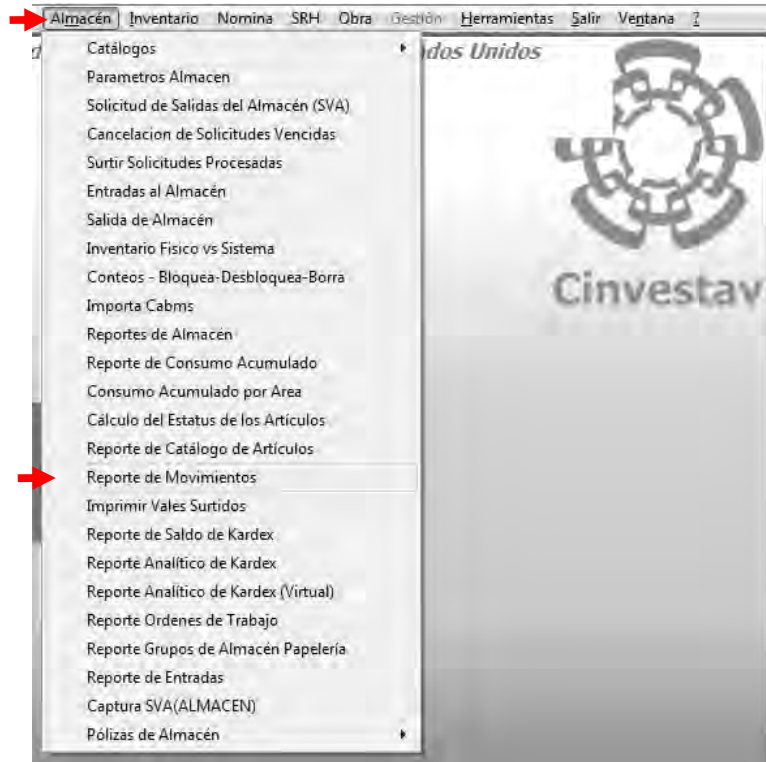 Almacén Inventario Nomina SRH Obra Gestión Herramientas Salir Ventana ?
dos Unidos
Catálogos
Parametros Almacen
Solicitud de Salidas del Almacén (SVA)
Cancelacion de Solicitudes Vencidas
Surtir Solicitudes Procesadas
Entradas al Almacén
Salida de Almacén
Inventario Fisico vs Sistema
Conteos - Bloquea-Desbloquea-Borra
Importa Cabms
Reportes de Almacén
Reporte de Consumo Acumulado
Consumo Acumulado por Area
Cálculo del Estatus de los Artículos
Reporte de Catálogo de Artículos
Reporte de Movimientos
Imprimir Vales Surtidos
Reporte de Saldo de Kardex
Reporte Analítico de Kardex
Reporte Analítico de Kardex (Virtual)
Reporte Ordenes de Trabajo
Reporte Grupos de Almacén Papelería
Reporte de Entradas
Captura SVA(ALMACEN)
Pólizas de Almacén
Cinvestav